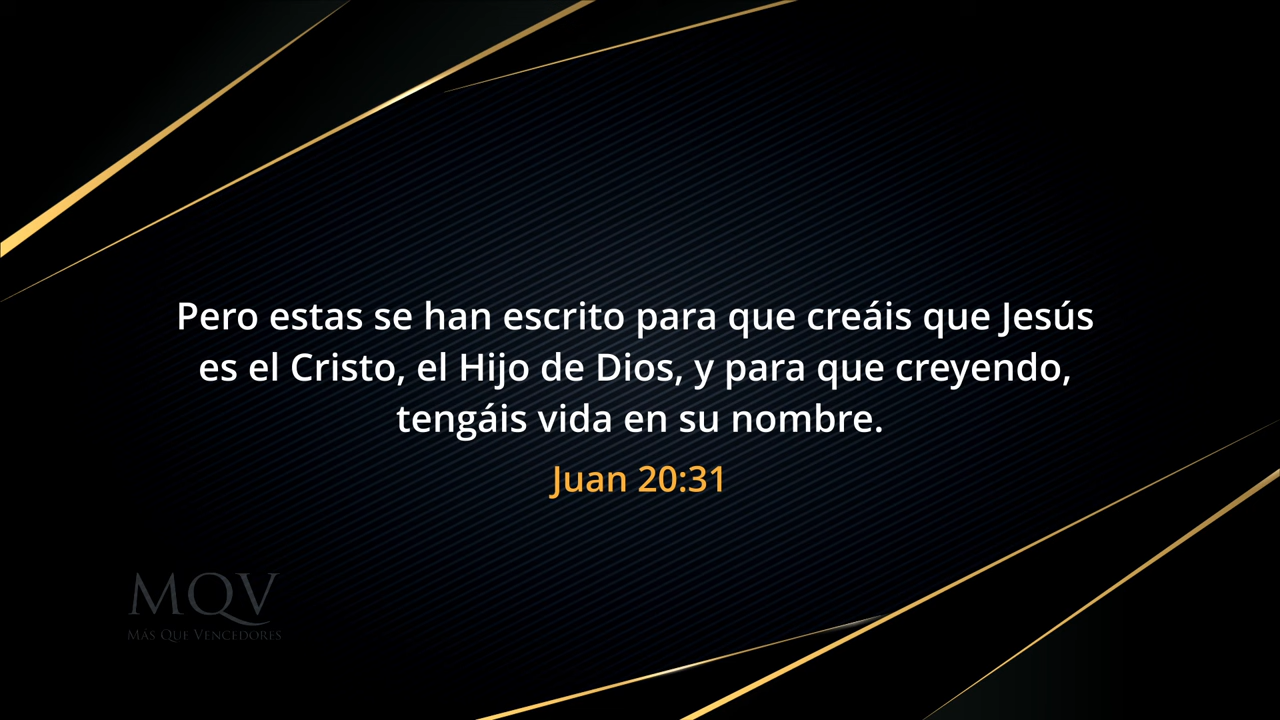 Pero estas se han escrito para que creáis que Jesús
es el Cristo, el Hijo de Dios, y para que creyendo,
tengáis vida en su nombre.
Juan 20:31
MQV
MÁS QUE VENCEDORES